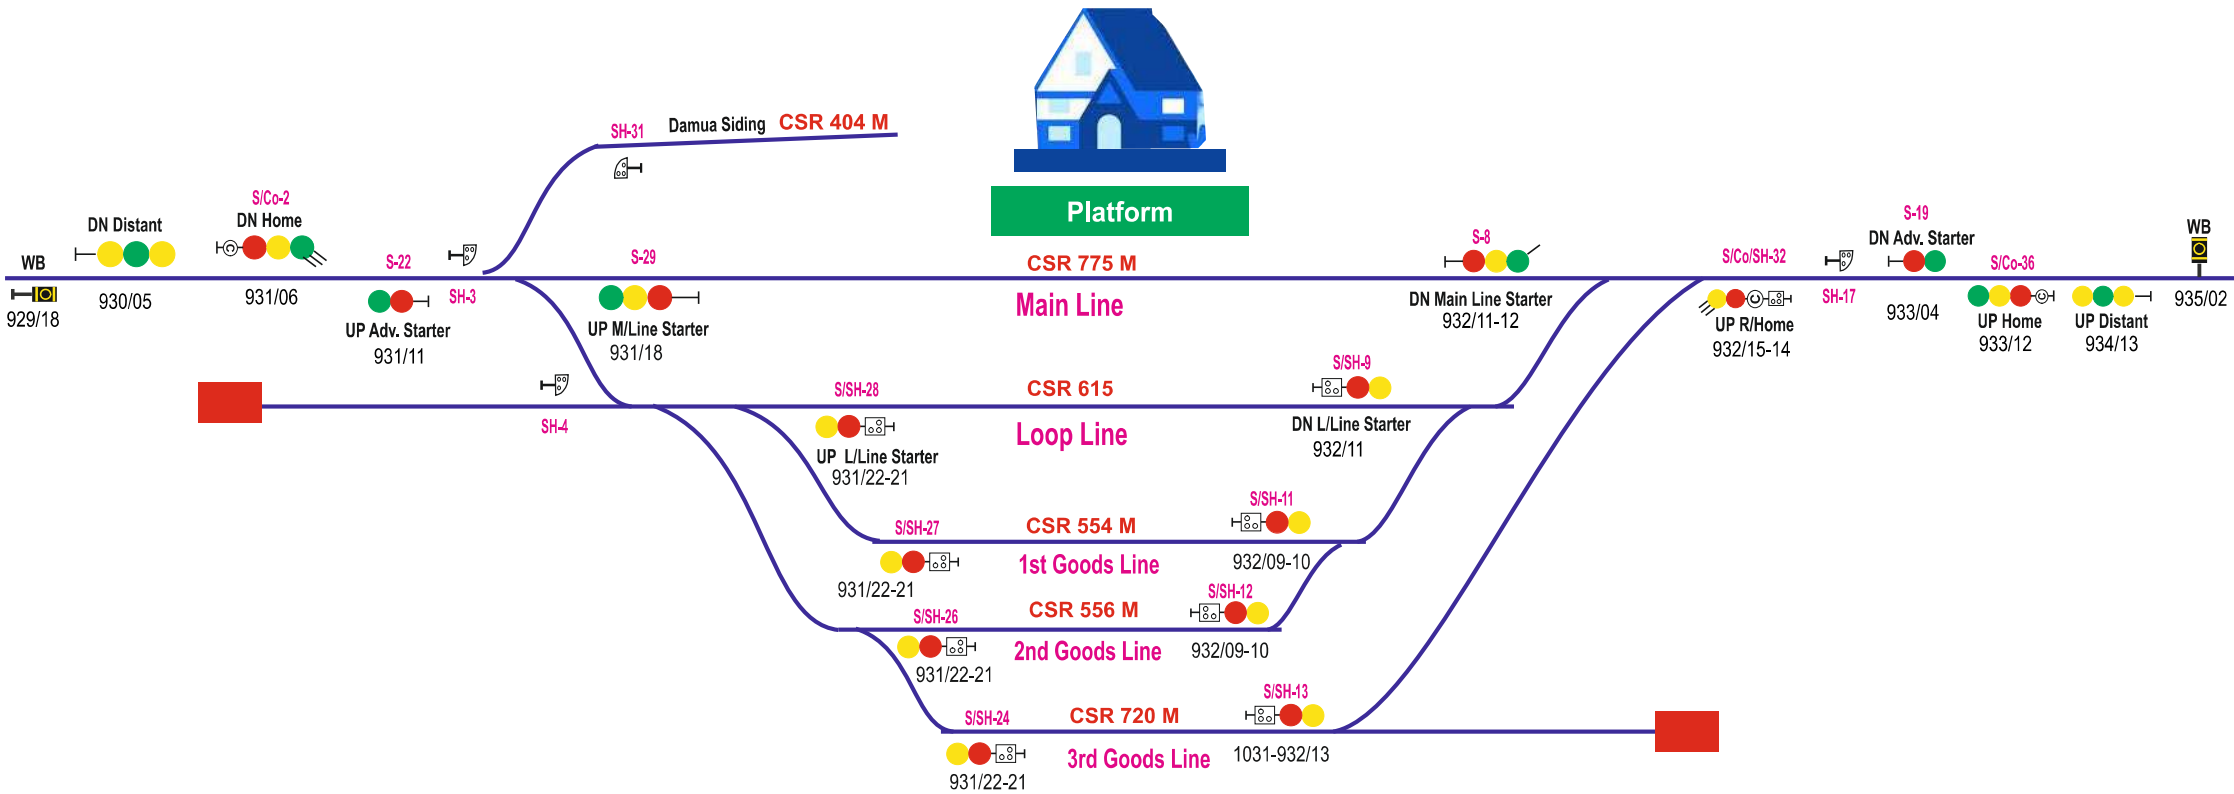 SH-31
Damua Siding
CSR 404 M
Platform
WB
929/18
DN Distant
930/05
S/Co-2
DN Home
931/06
S-22
UP Adv. Starter
931/11
SH-3
S-29
UP M/Line Starter
931/18
CSR 775 M
Main Line
S-8
DN Main Line Starter
932/11-12
S/Co/SH-32
UP R/Home
932/15-14
SH-17
S-19
DN Adv. Starter
933/04
S/Co-36
UP Home
933/12
UP Distant
934/13
WB
935/02
SH-4
S/SH-28
UP L/Line Starter
931/22-21
CSR 615
Loop Line
S/SH-9
DN L/Line Starter
932/11
S/SH-27
931/22-21
CSR 554 M
1st Goods Line
S/SH-11
932/09-10
S/SH-26
931/22-21
CSR 556 M
2nd Goods Line
S/SH-12
932/09-10
S/SH-24
931/22-21
CSR 720 M
3rd Goods Line
S/SH-13
1031-932/13